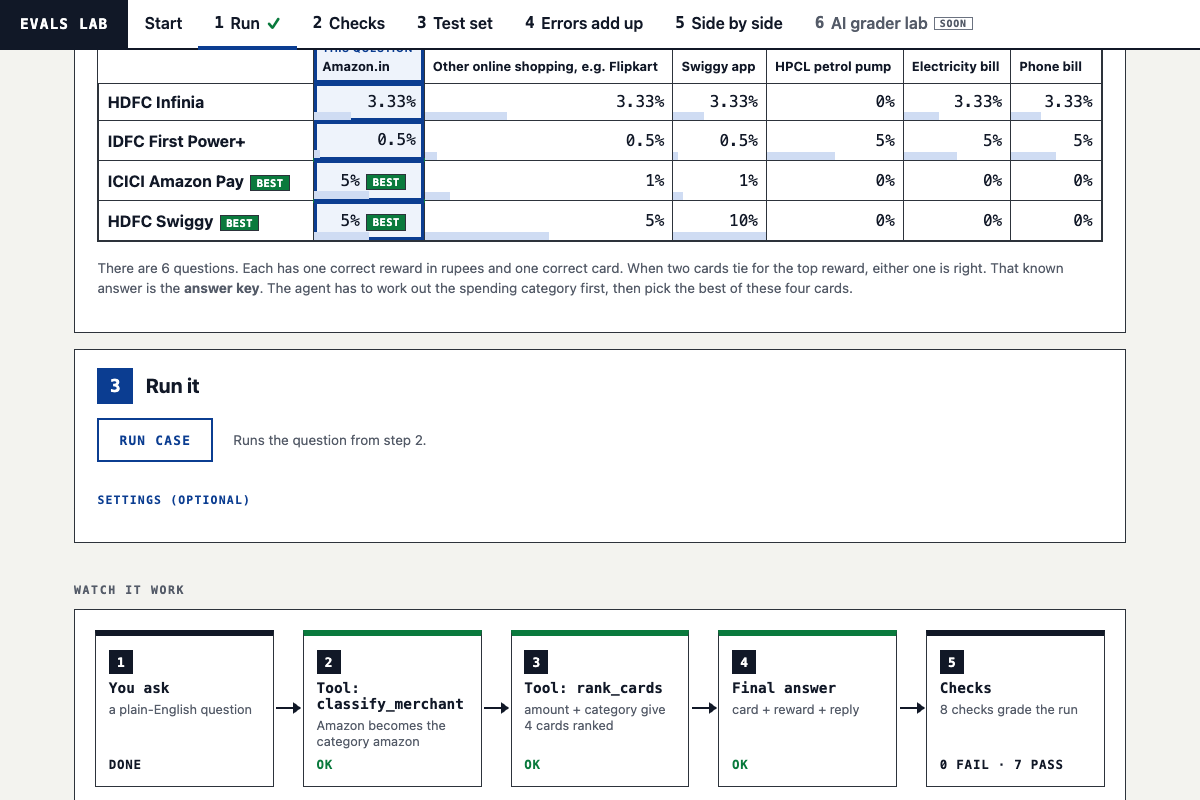 EVALS LAB Start 1 Run ✓ 2 Checks 3 Test set 4 Errors add up 5 Side by side 6 AI grader lab SOON
THIS QUESTION
Amazon.in Other online shopping, e.g. Flipkart Swiggy app HPCL petrol pump Electricity bill Phone bill
HDFC Infinia 3.33% 3.33% 3.33% 0% 3.33% 3.33%
IDFC First Power+ 0.5% 0.5% 0.5% 5% 5% 5%
ICICI Amazon Pay BEST 5% BEST 1% 1% 0% 0% 0%
HDFC Swiggy BEST 5% BEST 5% 10% 0% 0% 0%
There are 6 questions. Each has one correct reward in rupees and one correct card. When two cards tie for the top reward, either one is right. That known
answer is the answer key. The agent has to work out the spending category first, then pick the best of these four cards.
3 Run it
RUN CASE Runs the question from step 2.
SETTINGS (OPTIONAL)
WATCH IT WORK
1
You ask
a plain-English question
DONE
2
Tool:
classify_merchant
Amazon becomes the
category amazon
OK
3
Tool: rank_cards
amount + category give
4 cards ranked
OK
4
Final answer
card + reward + reply
OK
5
Checks
8 checks grade the run
0 FAIL · 7 PASS